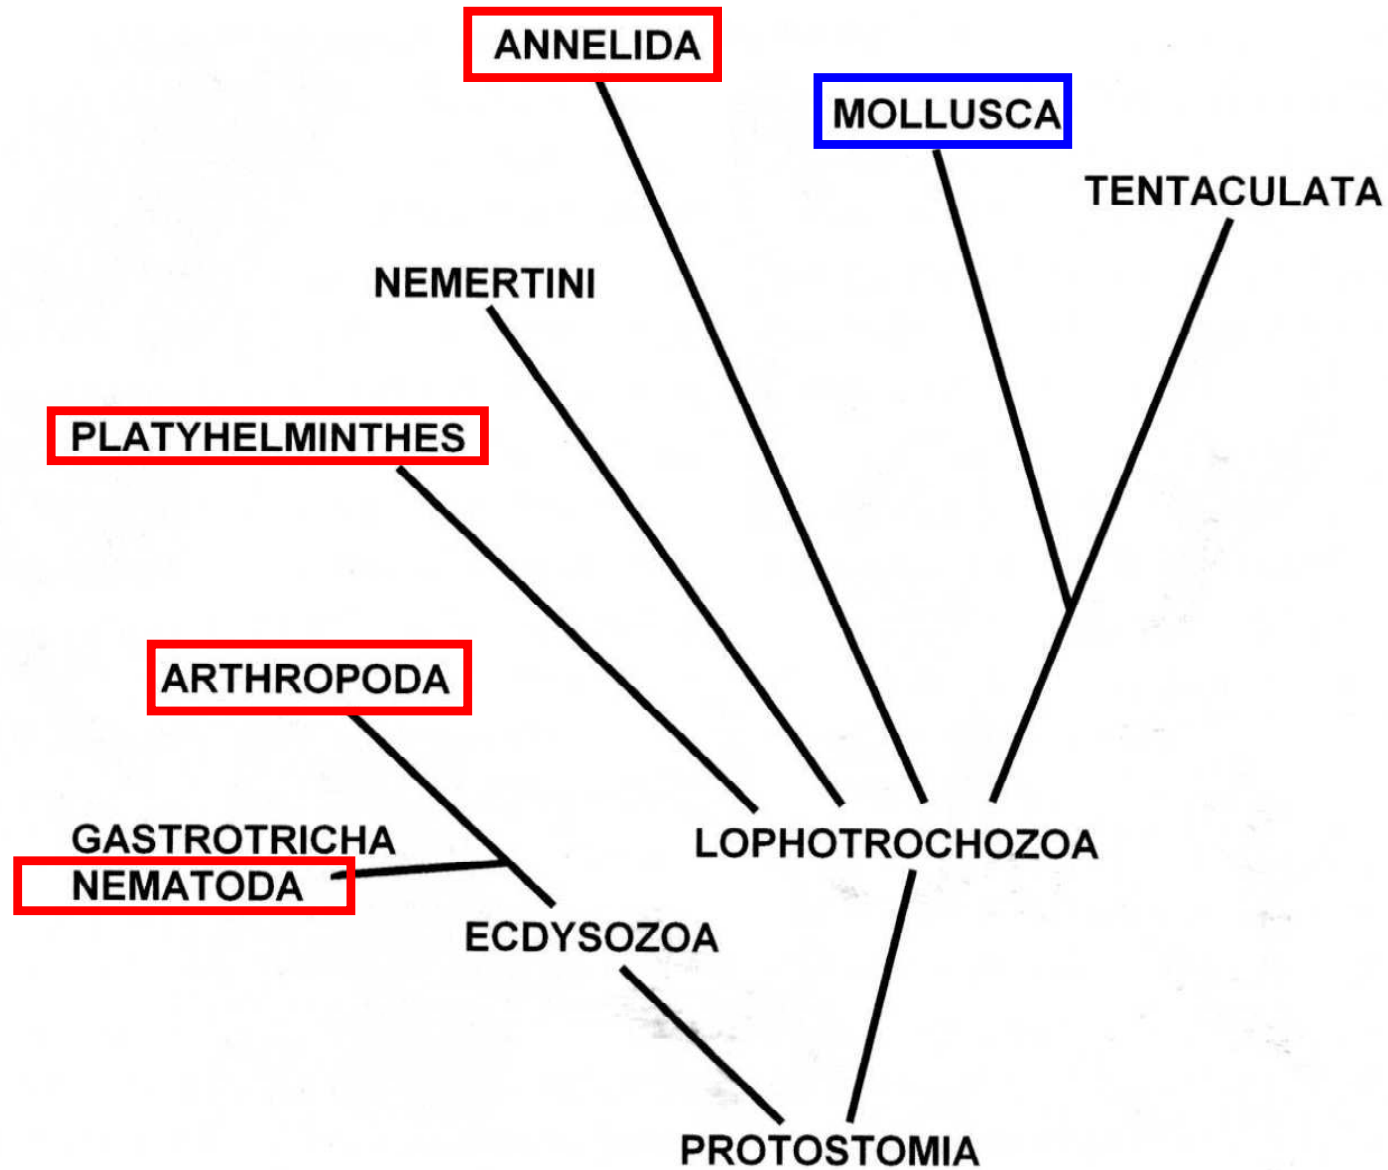 ANNELIDA
MOLLUSCA
TENTACULATA
NEMERTINI
PLATYHELMINTHES
ARTHROPODA
GASTROTRICHA
NEMATODA
LOPHOTROCHOZOA
ECDYSOZOA
PROTOSTOMIA